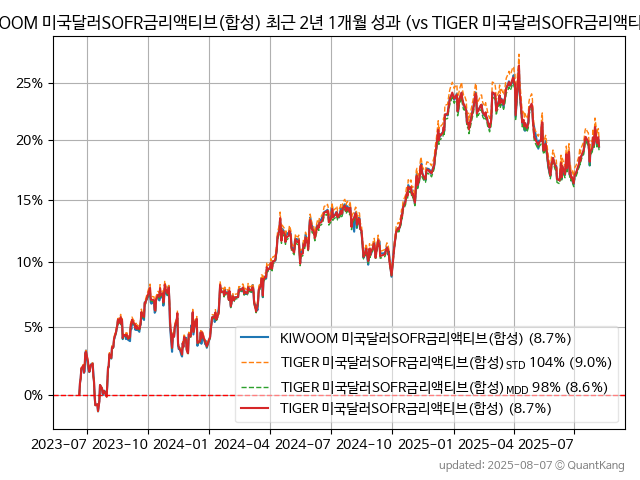 OOM 미국달러SOFR금리액티브(합성) 최근 2년 1개월 성과 (vs TIGER 미국달러SOFR금리액티
25%
20%
15%
10%
5%
0%
KIWOOM 미국달러SOFR금리액티브(합성) (8.7%)
TIGER 미국달러SOFR금리액티브(합성) STD 104% (9.0%)
TIGER 미국달러SOFR금리액티브(합성) MDD 98% (8.6%)
TIGER 미국달러SOFR금리액티브(합성) (8.7%)
2023-07 2023-10 2024-01 2024-04 2024-07 2024-10 2025-01 2025-04 2025-07
updated: 2025-08-07 © QuantKang